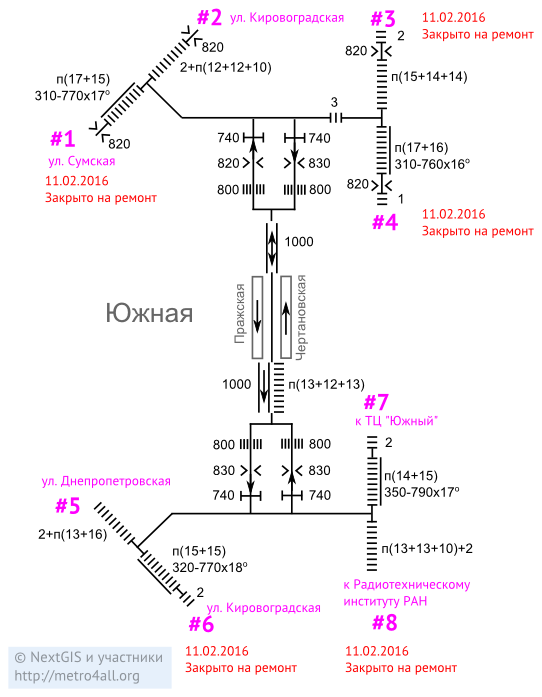 #2 ул. Кировоградская
#3 11.02.2016
Закрыто на ремонт
820
2
820
2+п(12+12+10)
п(17+15)
310-770x17º
п(15+14+14)
3
#1
820
ул. Сумская
11.02.2016
Закрыто на ремонт
740
740
820
830
800
800
п(17+16)
310-760x16º
820
1
#4
11.02.2016
Закрыто на ремонт
1000
Южная
Пражская
Чертановская
1000
п(13+12+13)
#7
к ТЦ "Южный"
800
800
2
830
830
740
740
п(14+15)
350-790x17º
ул. Днепропетровская
#5
2+п(13+16)
п(15+15)
320-770x18º
2
п(13+13+10)+2
ул. Кировоградская
#6
11.02.2016
Закрыто на ремонт
к Радиотехническому
институту РАН
#8
11.02.2016
Закрыто на ремонт
© NextGIS и участники
http://metro4all.org